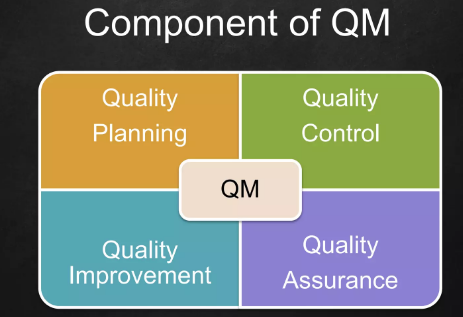 Component of QM
Quality
Planning
Quality
Control
QM
Quality
Improvement
Quality
Assurance